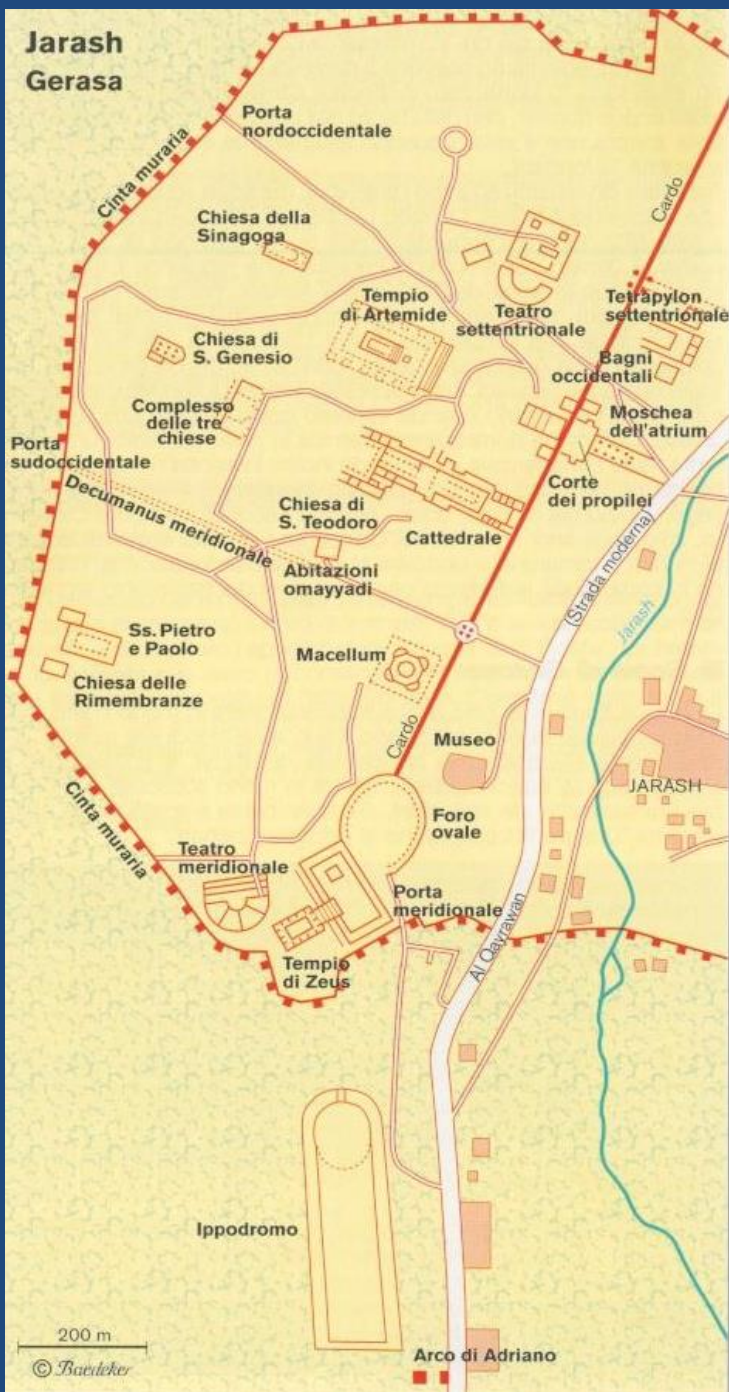 Jarash
Gerasa
Porta
nordoccidentale
Cinta muraria
Cardo
Chiesa della
Sinagoga
Tempio
di Artemide
Teatro
settentrionale
Tetrapylon
settentrionale
Chiesa di
S. Genesio
Bagni
occidentali
Complesso
delle tre
chiese
Moschea
dell'atrium
Porta
sudoccidentale
Corte
dei propilei
Decumanus meridionale
Chiesa di
S. Teodoro
Cattedrale
(Strada moderna)
Abitazioni
omayyadi
Jarash
Ss. Pietro
e Paolo
Macellum
Chiesa delle
Rimembranze
Cardo
Museo
JARASH
Cinta muraria
Foro
ovale
Teatro
meridionale
Porta
meridionale
Al Qayrawan
Tempio
di Zeus
Ippodromo
200 m
Arco di Adriano
© Baedeker